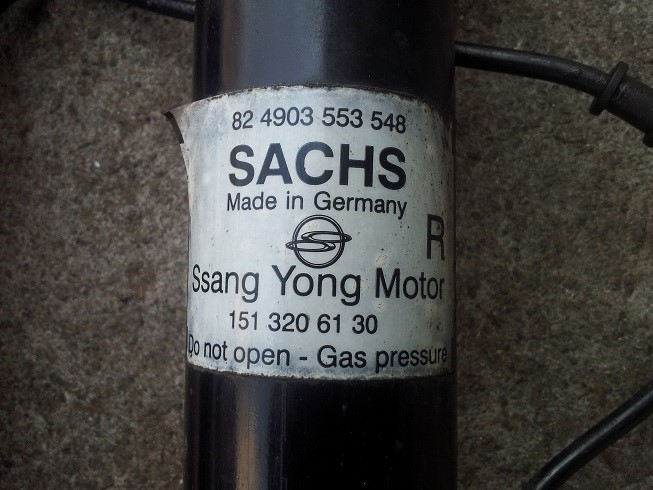 82 4903 553 548
SACHS
Made in Germany
R
Ssang Yong Motor
151 320 61 30
Do not open - Gas pressure